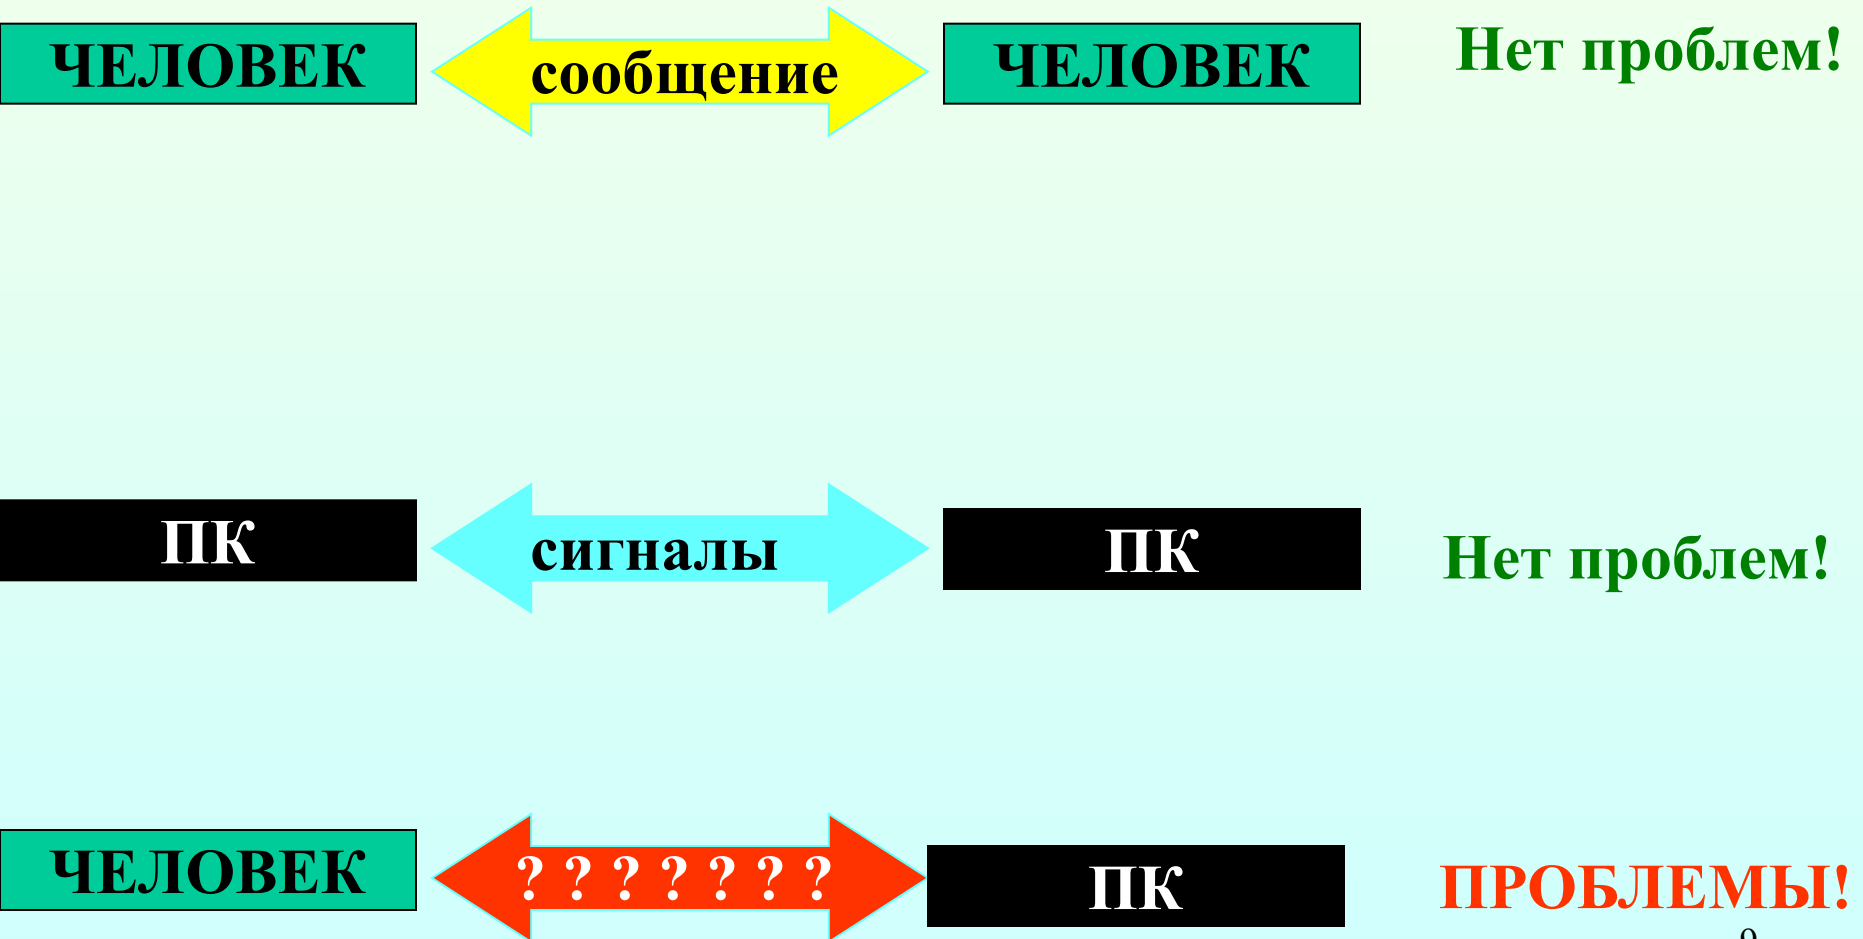 ЧЕЛОВЕК сообщение ЧЕЛОВЕК Нет проблем!
ПК сигналы ПК Нет проблем!
ЧЕЛОВЕК ? ? ? ? ? ? ? ПК ПРОБЛЕМЫ!